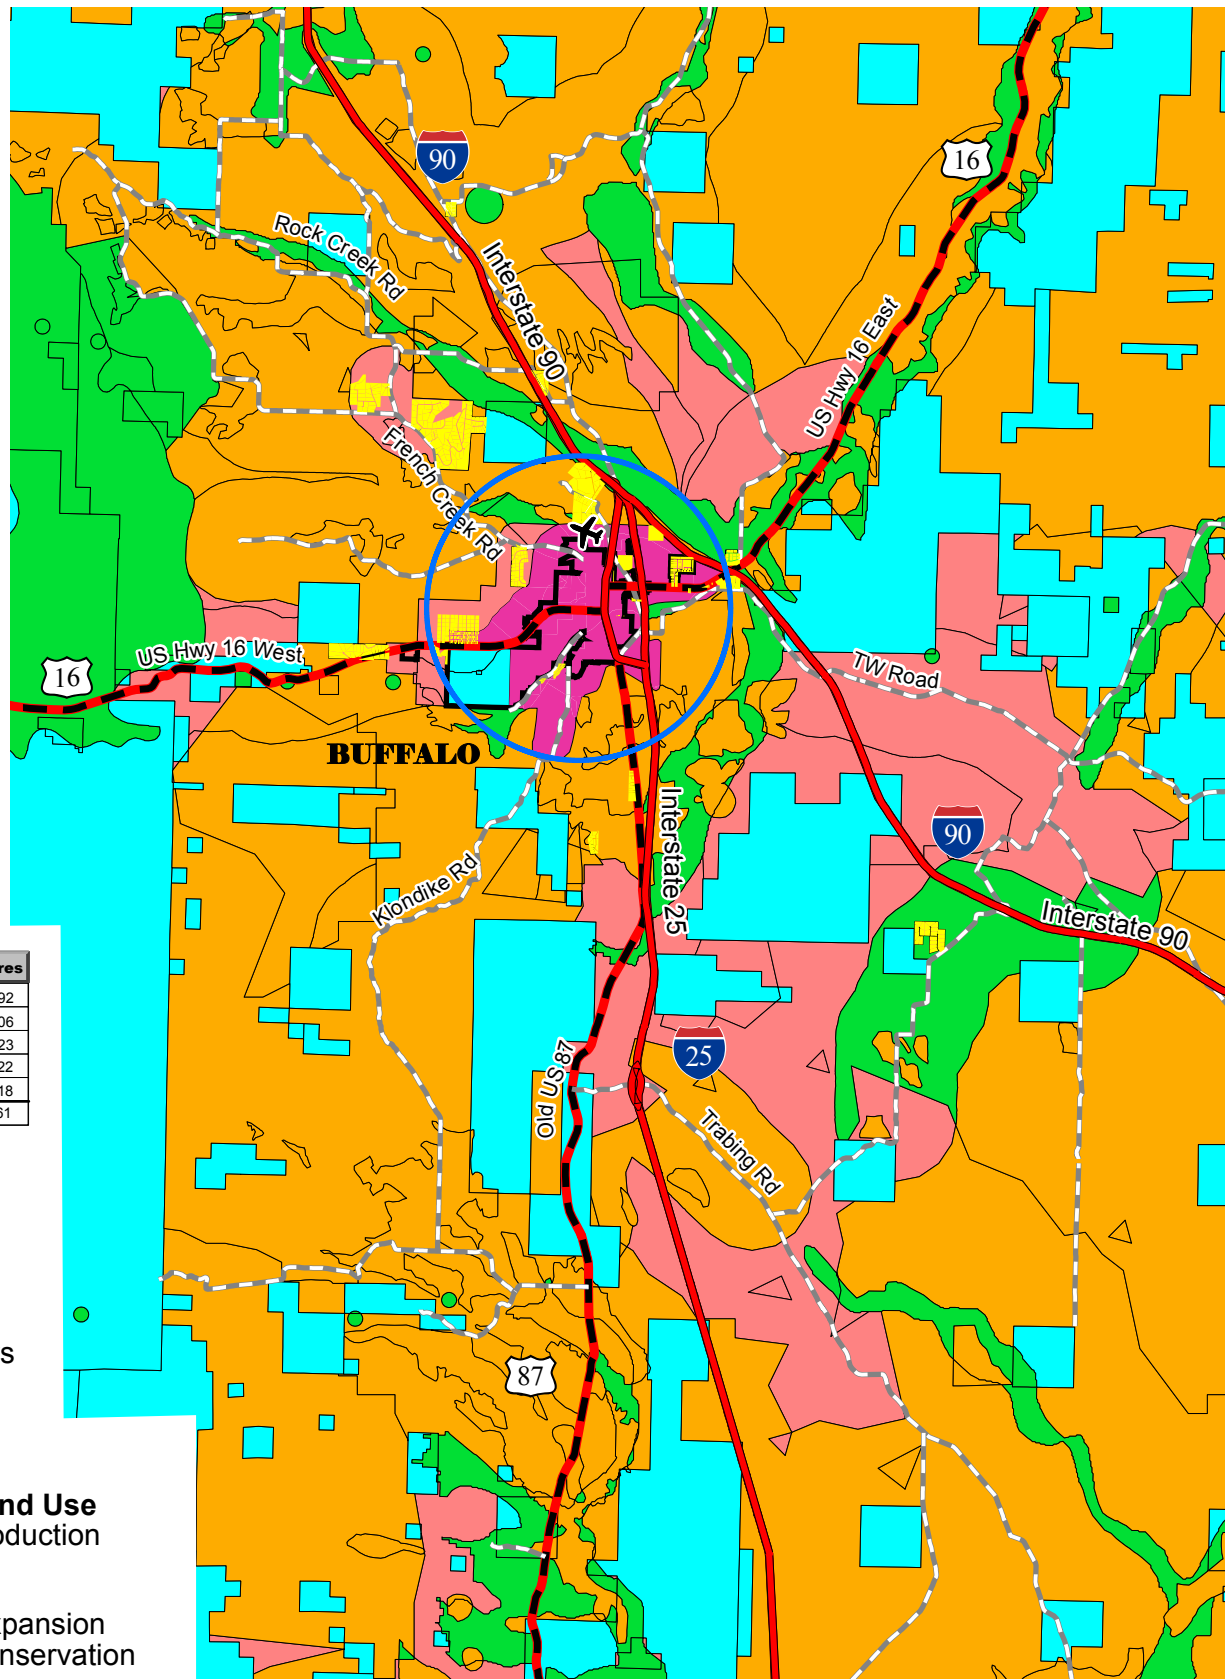 90
16
Rock Creek Rd
Interstate 90
US Hwy 16 East
French Creek Rd
US Hwy 16 West
16
TW Road
BUFFALO
Interstate 25
90
Klondike Rd
Interstate 90
res
92
06
23
22
18
61
25
Old US 87
Trabing Rd
s
87
nd Use
oduction
xpansion
nservation